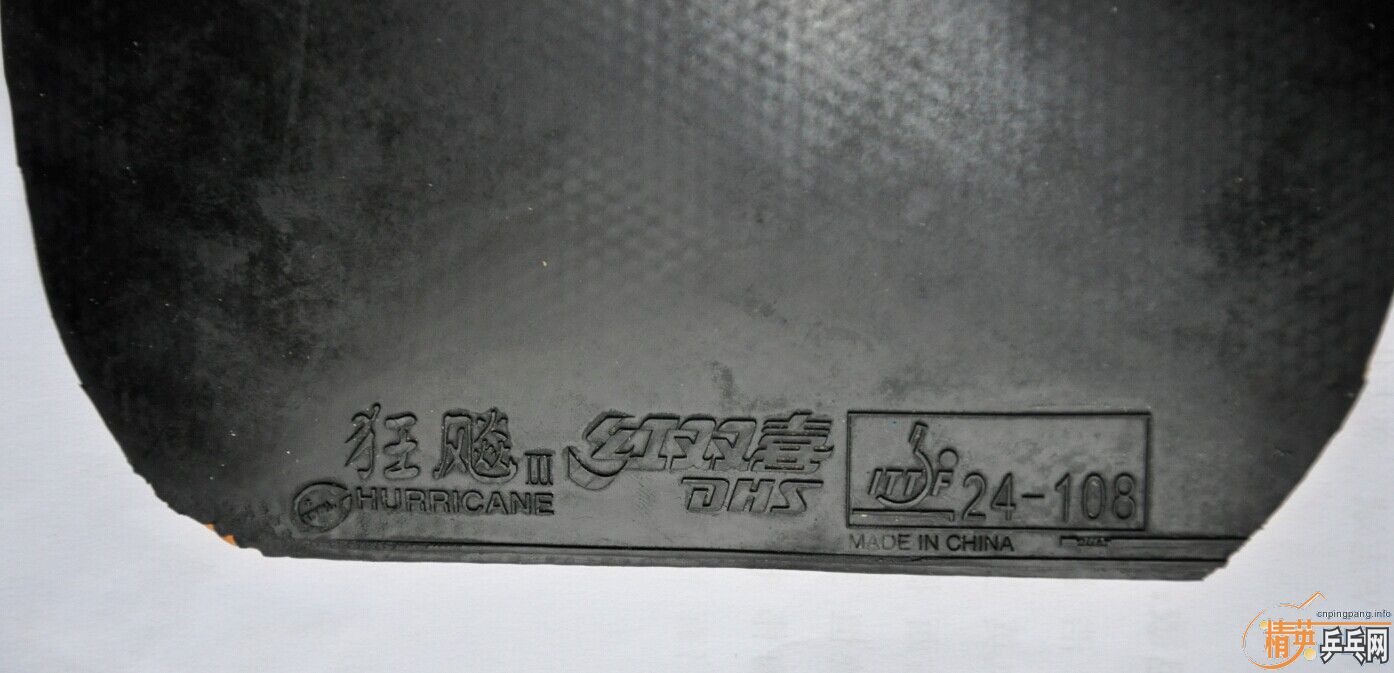 狂飚III
HURRICANE
红双喜
DHS
ITTF 24-108
MADE IN CHINA
cnpingpang.info
精英乒乓网